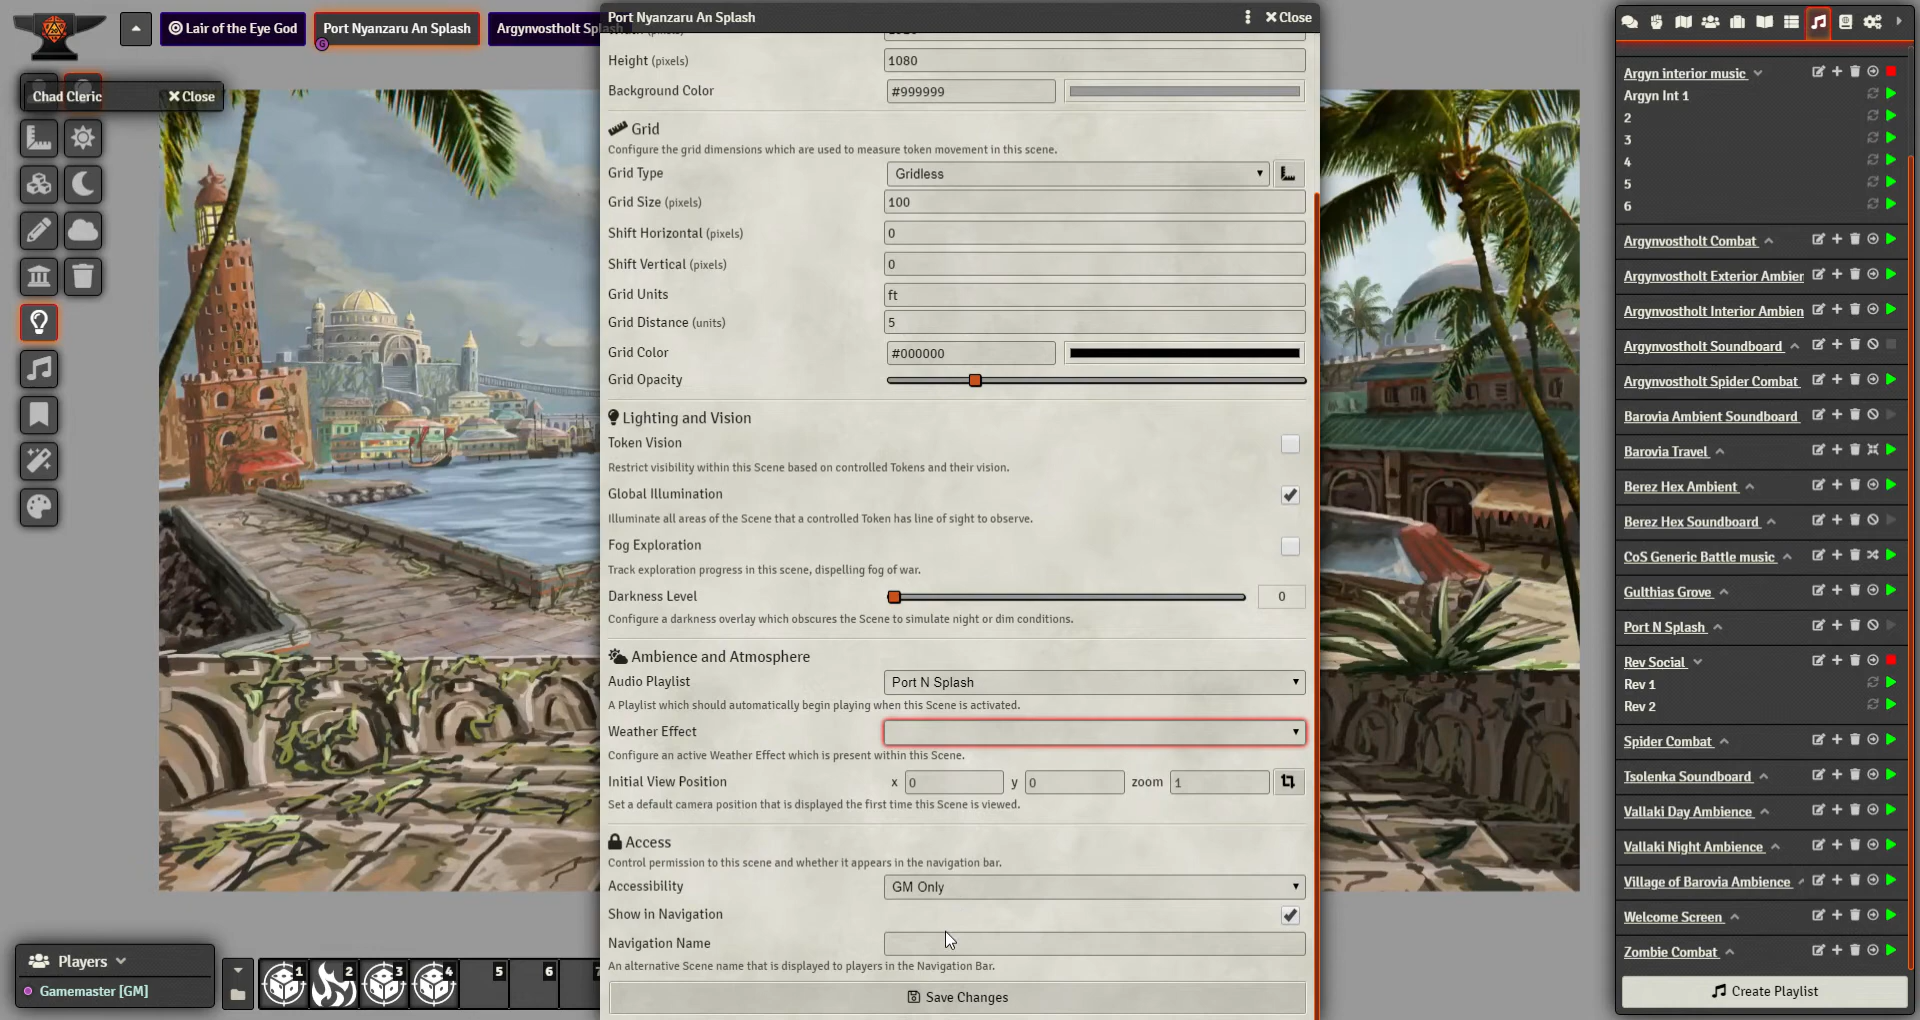 Lair of the Eye God
Port Nyanzaru An Splash
Argynvostholt Spl
Chad Cleric
Close
Port Nyanzaru An Splash
Close
Height (pixels)
1080
Background Color
#999999
Grid
Configure the grid dimensions which are used to measure token movement in this scene.
Grid Type
Gridless
Grid Size (pixels)
100
Shift Horizontal (pixels)
0
Shift Vertical (pixels)
0
Grid Units
ft
Grid Distance (units)
5
Grid Color
#000000
Grid Opacity
Lighting and Vision
Token Vision
Restrict visibility within this Scene based on controlled Tokens and their vision.
Global Illumination
Illuminate all areas of the Scene that a controlled Token has line of sight to observe.
Fog Exploration
Track exploration progress in this scene, dispelling fog of war.
Darkness Level
0
Configure a darkness overlay which obscures the Scene to simulate night or dim conditions.
Ambience and Atmosphere
Audio Playlist
Port N Splash
A Playlist which should automatically begin playing when this Scene is activated.
Weather Effect
Configure an active Weather Effect which is present within this Scene.
Initial View Position
x 0 y 0 zoom 1
Set a default camera position that is displayed the first time this Scene is viewed.
Access
Control permission to this scene and whether it appears in the navigation bar.
Accessibility
GM Only
Show in Navigation
Navigation Name
An alternative Scene name that is displayed to players in the Navigation Bar.
Save Changes
Players
Gamemaster [GM]
1 2 3 4 5 6 7
Argyn interior music
Argyn Int 1
2
3
4
5
6
Argynvostholt Combat
Argynvostholt Exterior Ambien
Argynvostholt Interior Ambien
Argynvostholt Soundboard
Argynvostholt Spider Combat
Barovia Ambient Soundboard
Barovia Travel
Berez Hex Ambient
Berez Hex Soundboard
CoS Generic Battle music
Gulthias Grove
Port N Splash
Rev Social
Rev 1
Rev 2
Spider Combat
Tsolenka Soundboard
Vallaki Day Ambience
Vallaki Night Ambience
Village of Barovia Ambience
Welcome Screen
Zombie Combat
Create Playlist